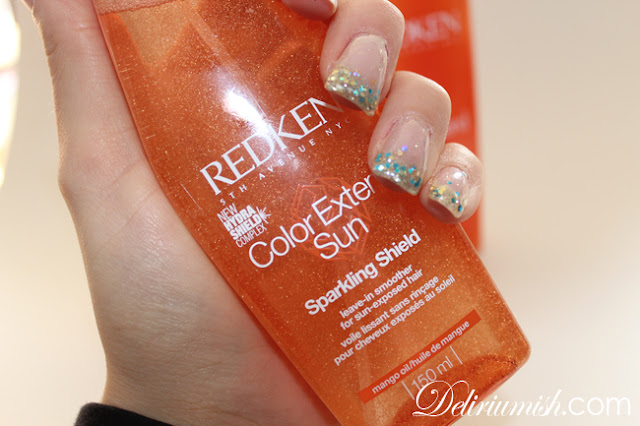 REDKEN
5TH AVENUE NY
NEW
HYDRA
SHIELD
COMPLEX
Color Exten
Sun
Sparkling Shield
leave-in smoother
for sun-exposed hair
voile lissant sans rinçage
pour cheveux exposés au soleil
mango oil/huile de mangue
150 ml
Deliriumish.com